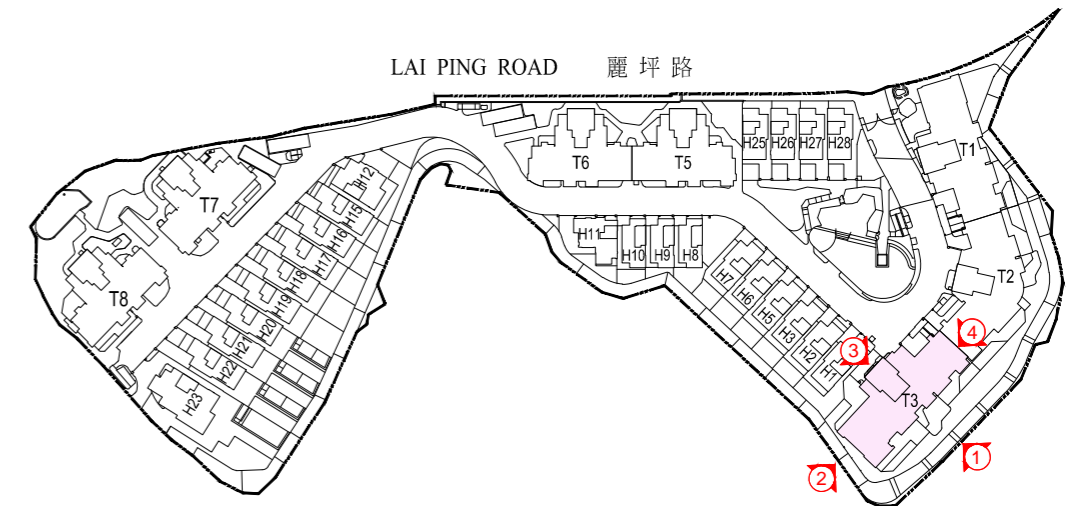 LAI PING ROAD 麗坪路
H25 H26 H27 H28
T1
T6 T5
T7
H12
H15
H16
H17
H18
H19
H20
H21
H22
H23
T8
H11 H10 H9 H8
H7
H6
H5
H3
H2
H1
T2
T3
3
4
1
2